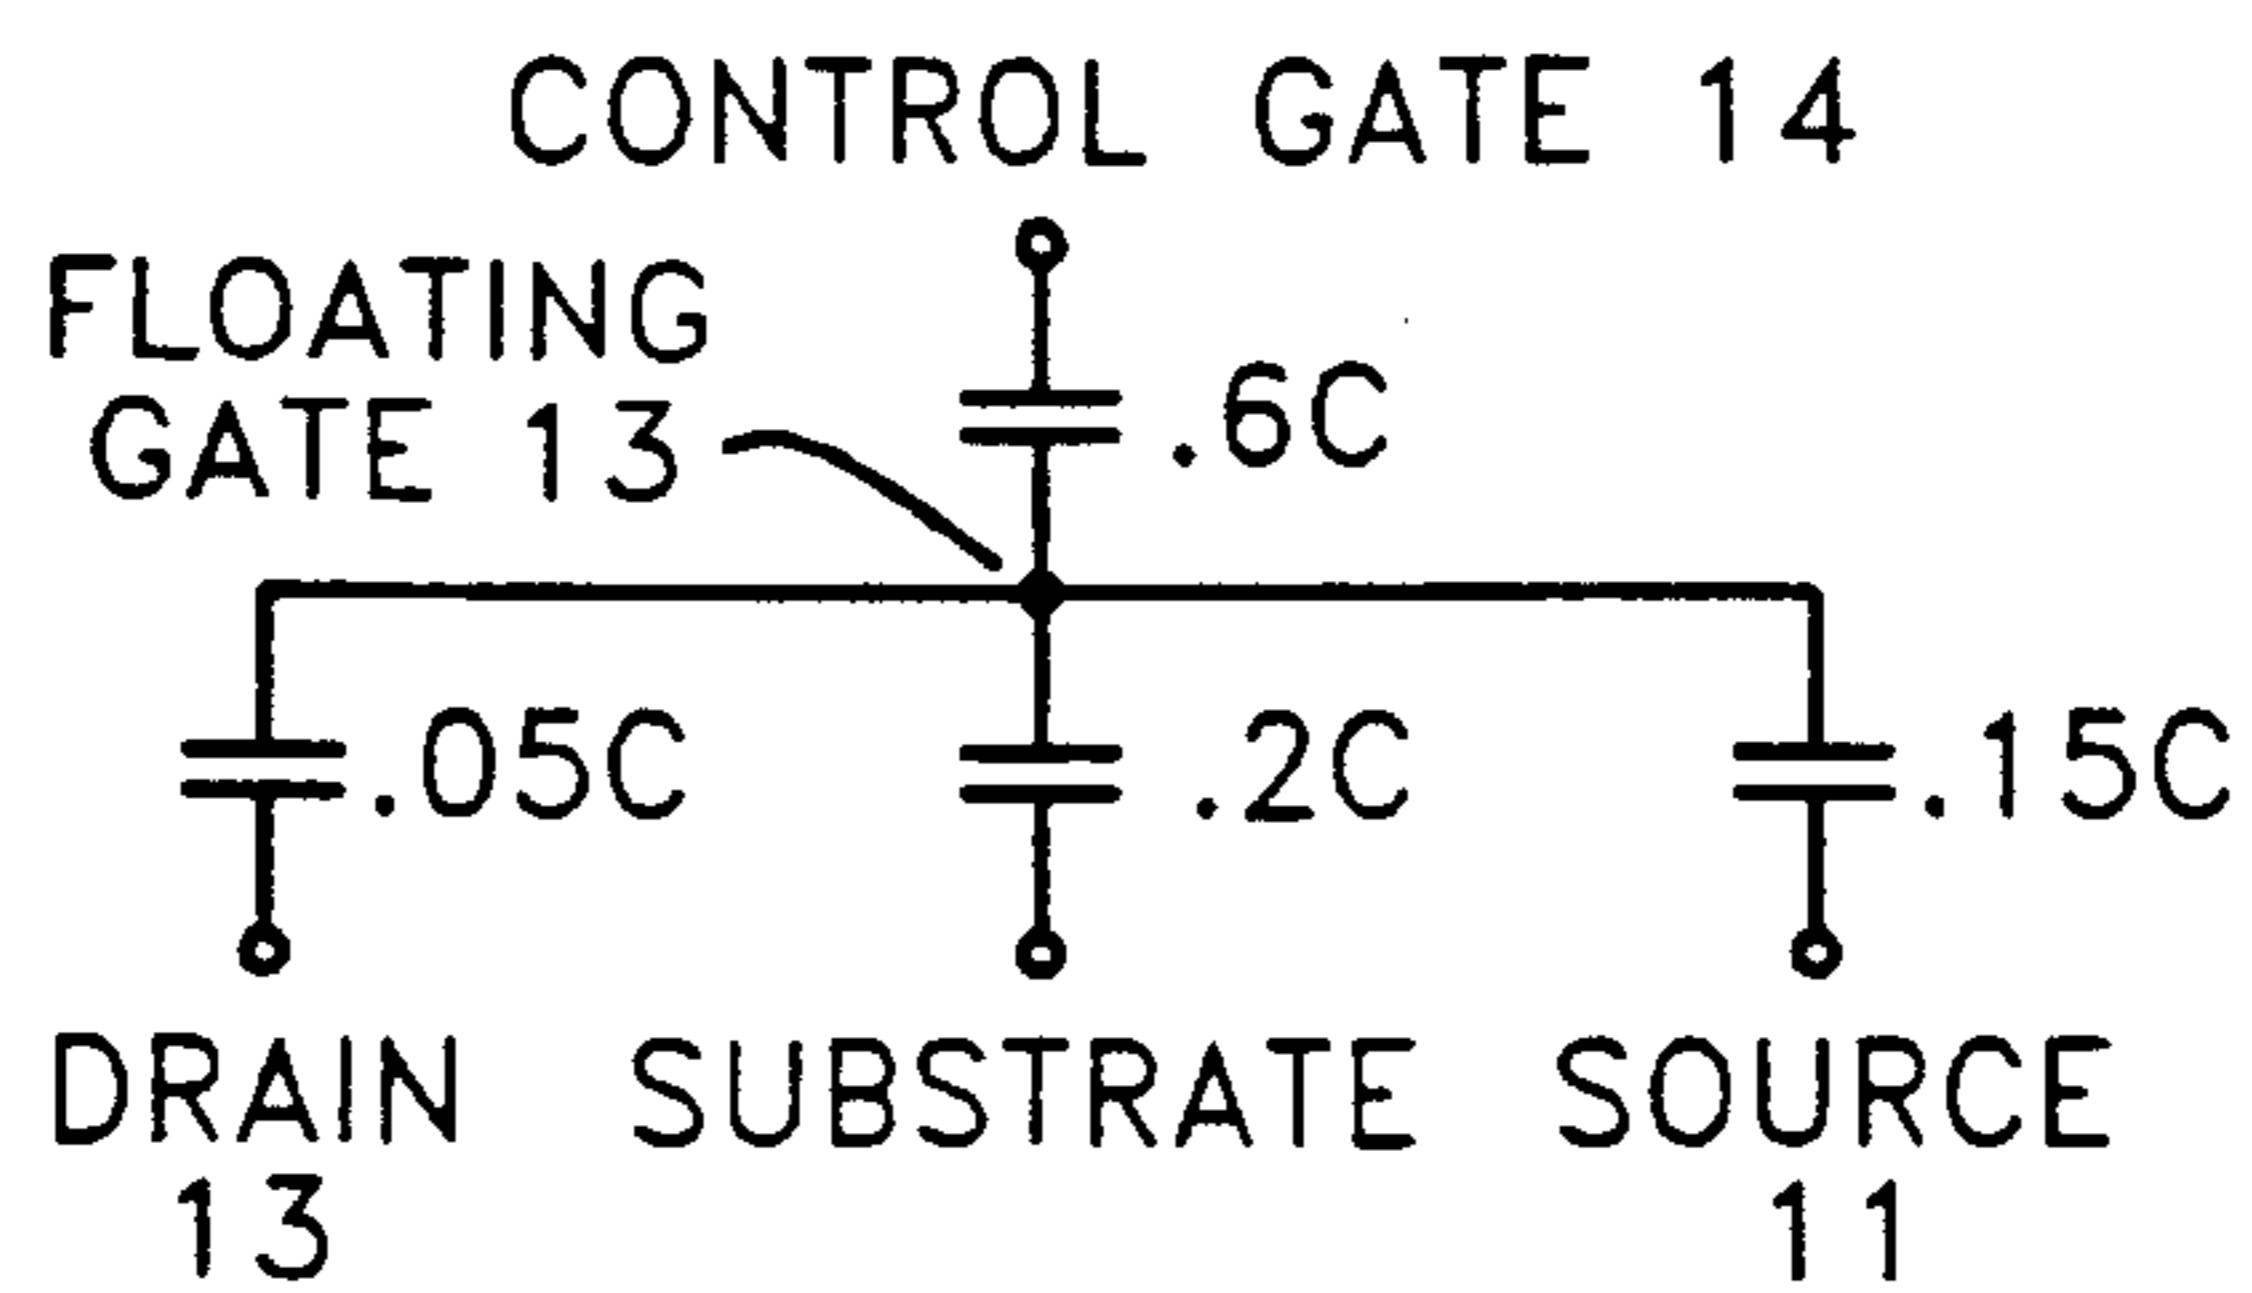 CONTROL GATE 14
FLOATING
GATE 13
.6C
.05C
.2C
.15C
DRAIN
13
SUBSTRATE
SOURCE
11